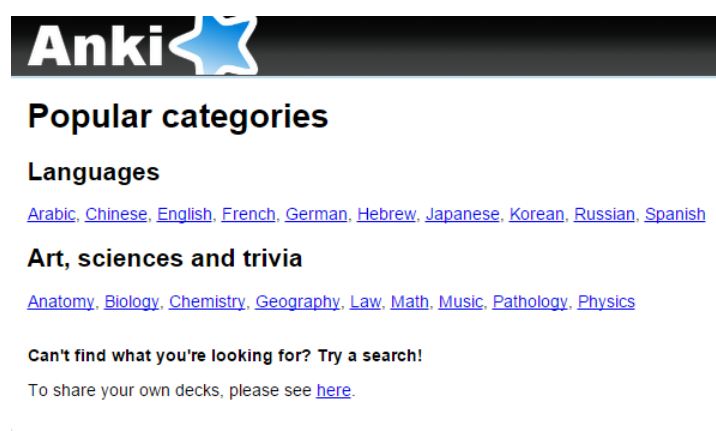 Anki
Popular categories
Languages
Arabic, Chinese, English, French, German, Hebrew, Japanese, Korean, Russian, Spanish
Art, sciences and trivia
Anatomy, Biology, Chemistry, Geography, Law, Math, Music, Pathology, Physics
Can't find what you're looking for? Try a search!
To share your own decks, please see here.